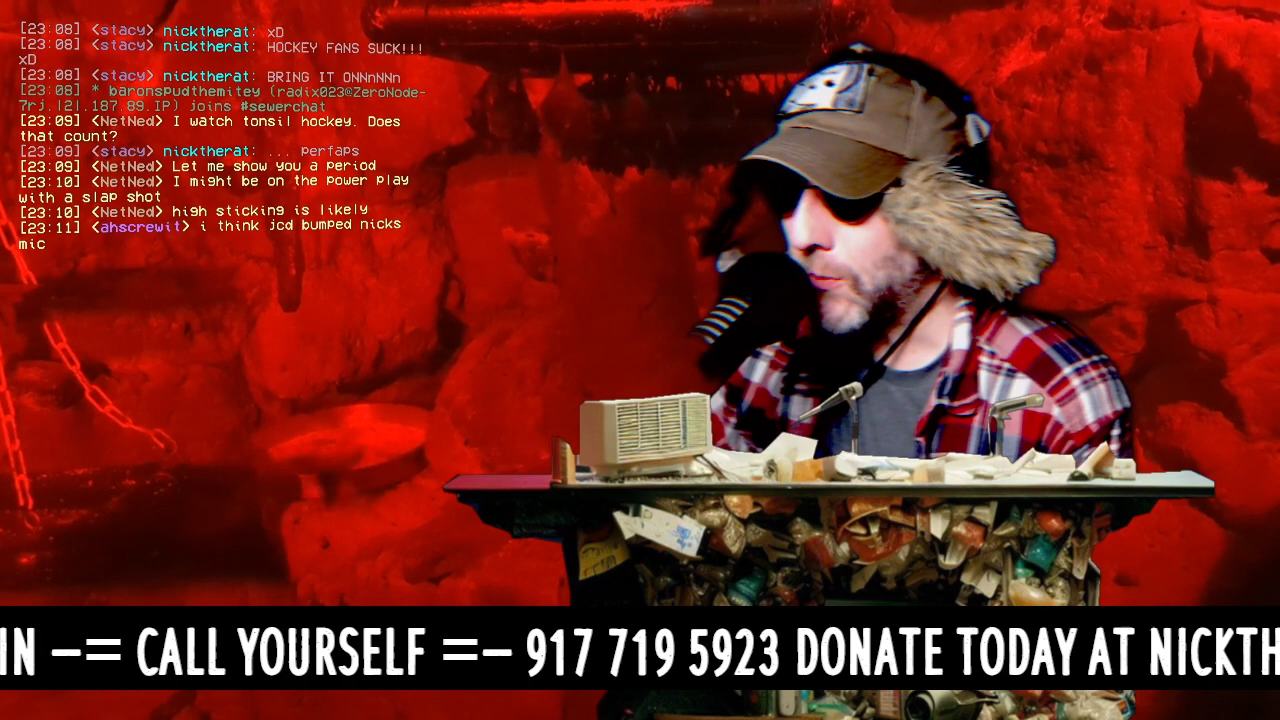 [23:08] <stacy> nicktherat: xD
[23:08] <stacy> nicktherat: HOCKEY FANS SUCK!!!
xD
[23:08] <stacy> nicktherat: BRING IT ONNnNNn
[23:08] * baronspudthemitey (radix023@ZeroNode-
7rj.l2l.187.89.IP) joins #sewerchat
[23:09] <NetNed> I watch tonsil hockey. Does
that count?
[23:09] <stacy> nicktherat: ... perfaps
[23:09] <NetNed> Let me show you a period
[23:10] <NetNed> I might be on the power play
with a slap shot
[23:10] <NetNed> high sticking is likely
[23:11] <ahscrewit> i think jcd bumped nicks
mic
IN -= CALL YOURSELF =- 917 719 5923 DONATE TODAY AT NICKTH